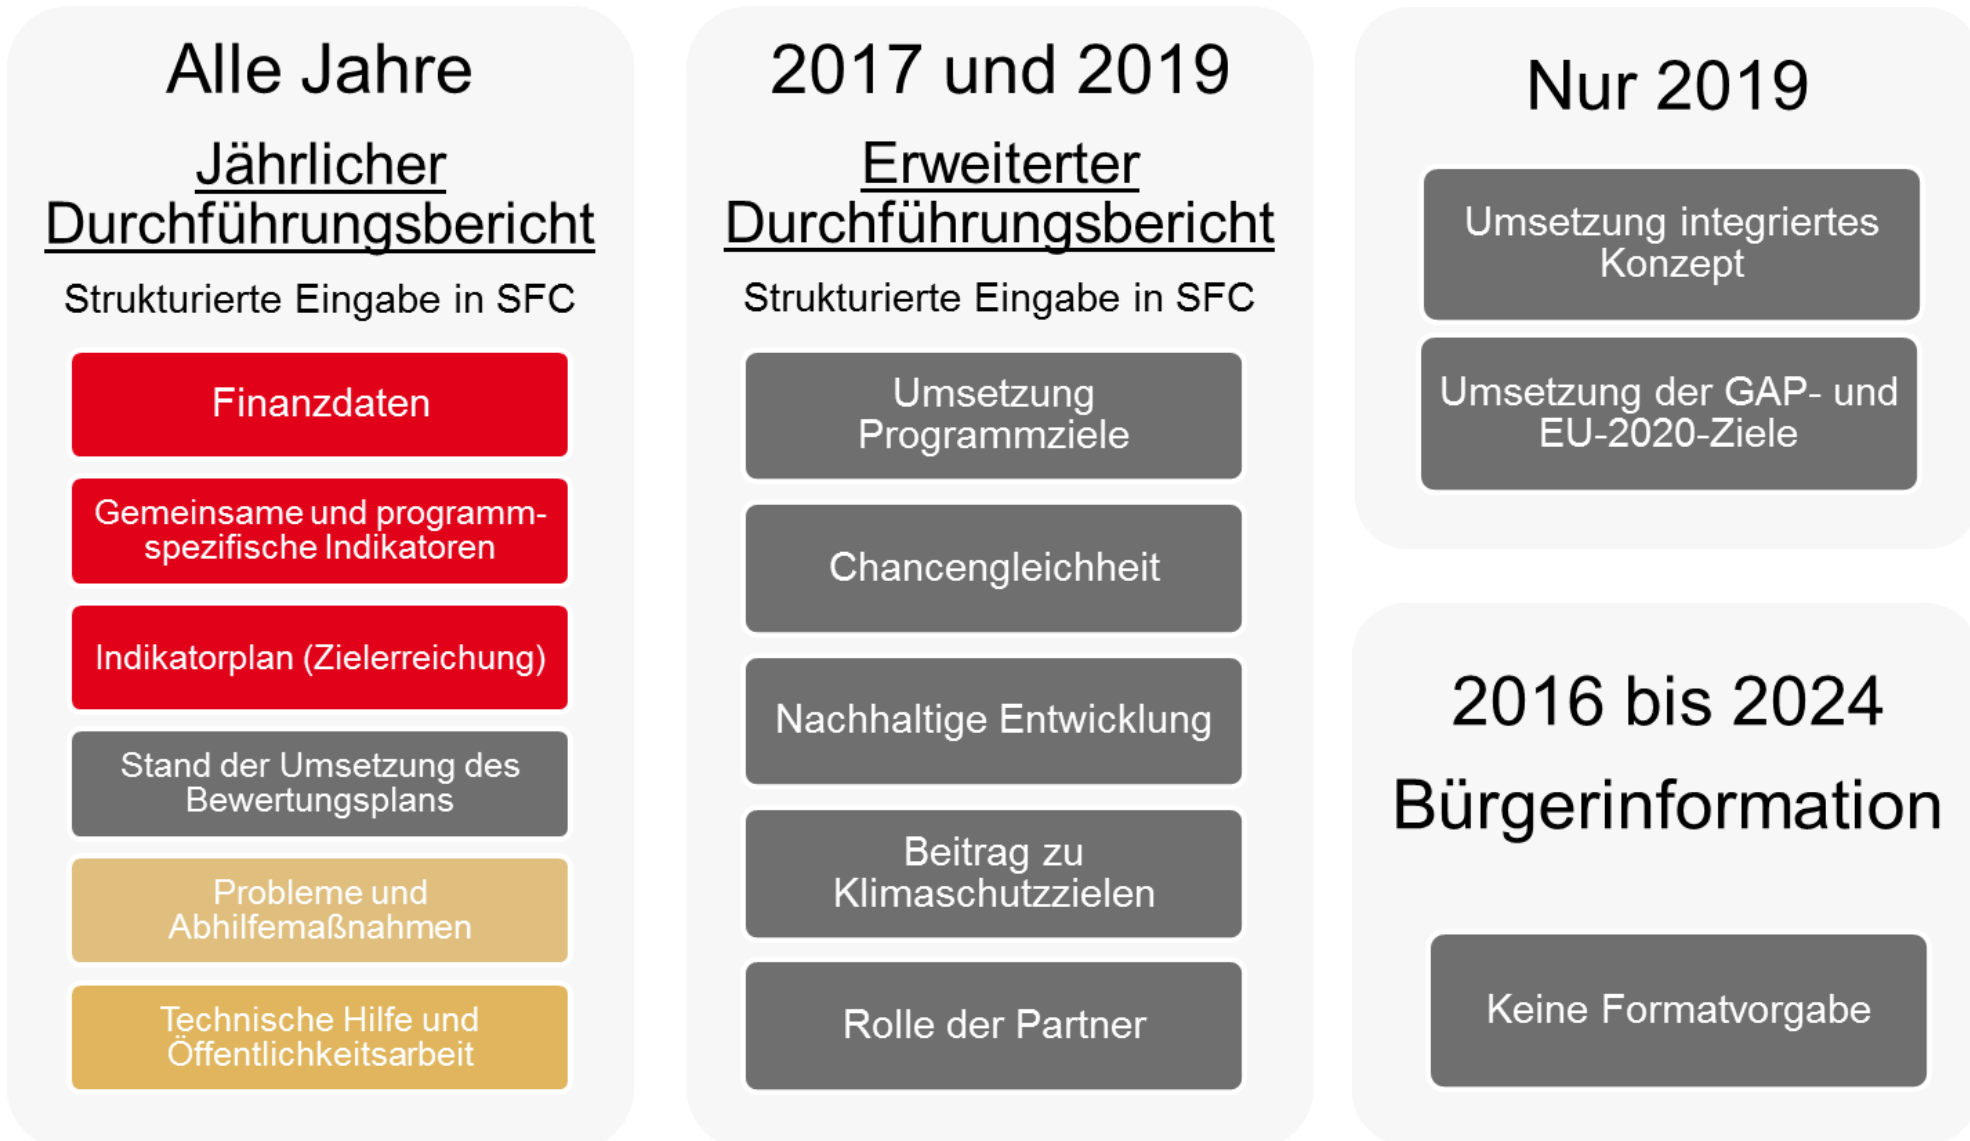 Alle Jahre
Jährlicher
Durchführungsbericht
Strukturierte Eingabe in SFC
Finanzdaten
Gemeinsame und programm-
spezifische Indikatoren
Indikatorplan (Zielerreichung)
Stand der Umsetzung des
Bewertungsplans
Probleme und
Abhilfemaßnahmen
Technische Hilfe und
Öffentlichkeitsarbeit
2017 und 2019
Erweiterter
Durchführungsbericht
Strukturierte Eingabe in SFC
Umsetzung
Programmziele
Chancengleichheit
Nachhaltige Entwicklung
Beitrag zu
Klimaschutzzielen
Rolle der Partner
Nur 2019
Umsetzung integriertes
Konzept
Umsetzung der GAP- und
EU-2020-Ziele
2016 bis 2024
Bürgerinformation
Keine Formatvorgabe